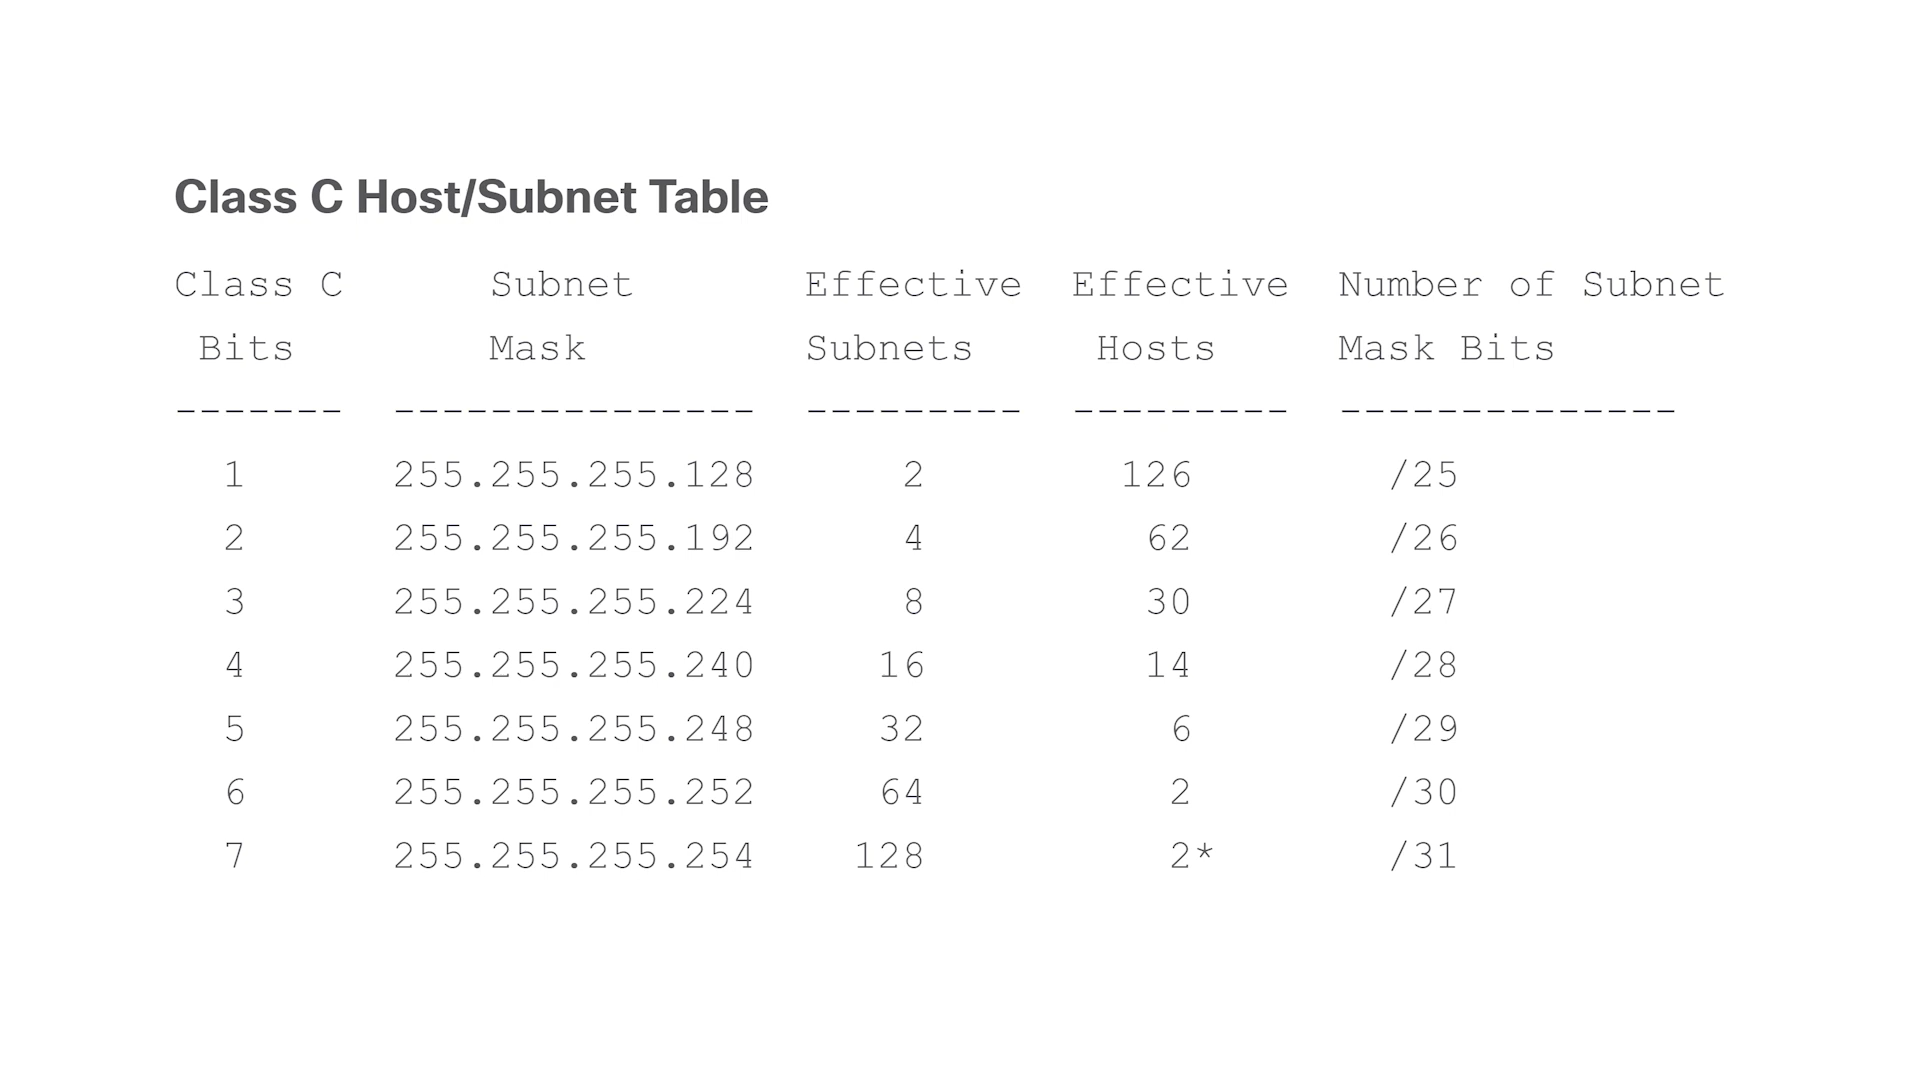 Class C Host/Subnet Table
Class C Subnet Effective Effective Number of Subnet
Bits Mask Subnets Hosts Mask Bits
------- --------------- --------- --------- --------------
1 255.255.255.128 2 126 /25
2 255.255.255.192 4 62 /26
3 255.255.255.224 8 30 /27
4 255.255.255.240 16 14 /28
5 255.255.255.248 32 6 /29
6 255.255.255.252 64 2 /30
7 255.255.255.254 128 2* /31